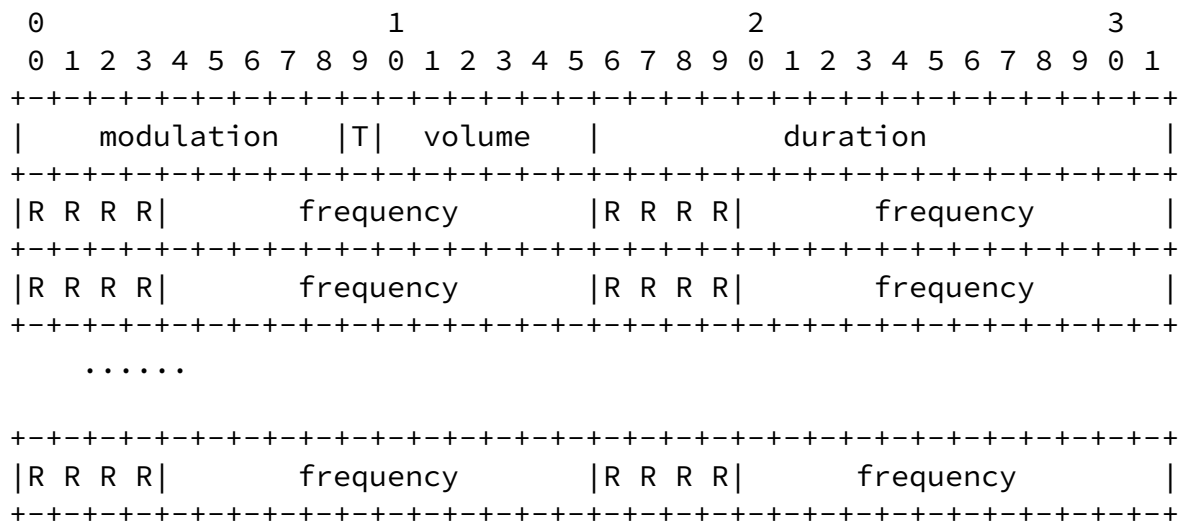 0                   1                   2                   3
 0 1 2 3 4 5 6 7 8 9 0 1 2 3 4 5 6 7 8 9 0 1 2 3 4 5 6 7 8 9 0 1
+-+-+-+-+-+-+-+-+-+-+-+-+-+-+-+-+-+-+-+-+-+-+-+-+-+-+-+-+-+-+-+-+
|    modulation   |T|  volume   |          duration             |
+-+-+-+-+-+-+-+-+-+-+-+-+-+-+-+-+-+-+-+-+-+-+-+-+-+-+-+-+-+-+-+-+
|R R R R|       frequency       |R R R R|       frequency       |
+-+-+-+-+-+-+-+-+-+-+-+-+-+-+-+-+-+-+-+-+-+-+-+-+-+-+-+-+-+-+-+-+
|R R R R|       frequency       |R R R R|       frequency       |
+-+-+-+-+-+-+-+-+-+-+-+-+-+-+-+-+-+-+-+-+-+-+-+-+-+-+-+-+-+-+-+-+
    ......

+-+-+-+-+-+-+-+-+-+-+-+-+-+-+-+-+-+-+-+-+-+-+-+-+-+-+-+-+-+-+-+-+
|R R R R|       frequency       |R R R R|      frequency        |
+-+-+-+-+-+-+-+-+-+-+-+-+-+-+-+-+-+-+-+-+-+-+-+-+-+-+-+-+-+-+-+-+